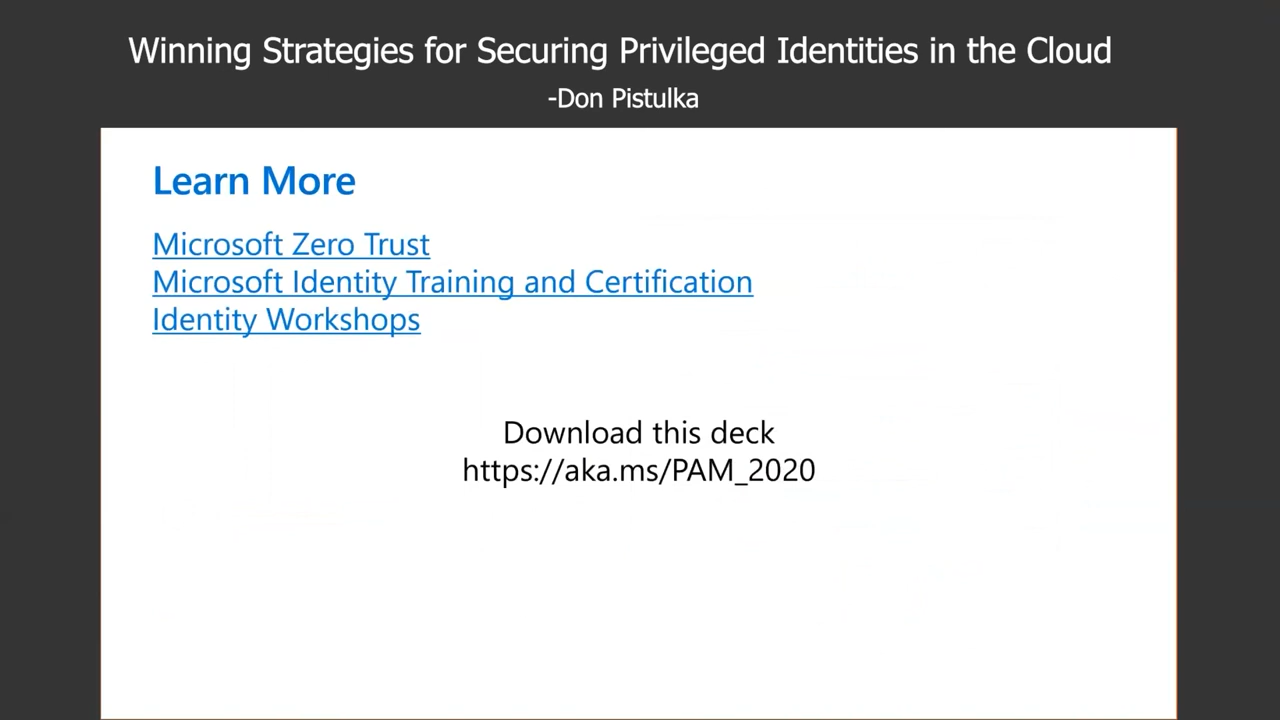 Winning Strategies for Securing Privileged Identities in the Cloud
-Don Pistulka
Learn More
Microsoft Zero Trust
Microsoft Identity Training and Certification
Identity Workshops
Download this deck
https://aka.ms/PAM_2020